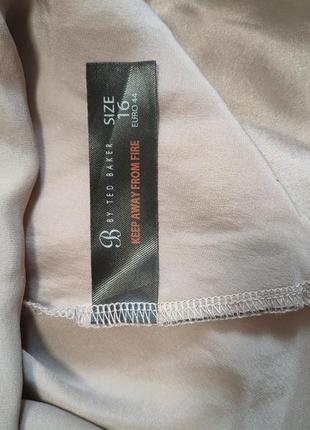 B BY TED BAKER
SIZE
16
EURO 44
KEEP AWAY FROM FIRE